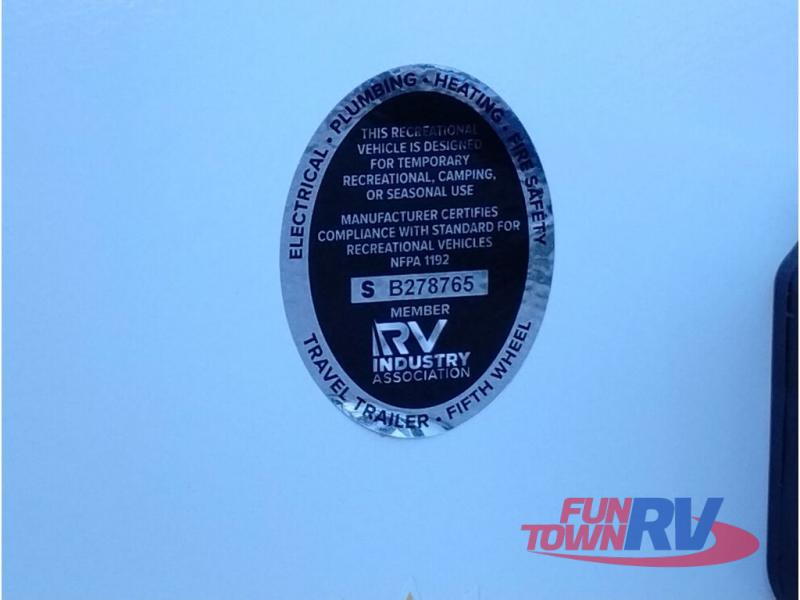 ELECTRICAL • PLUMBING • HEATING • FIRE SAFETY
THIS RECREATIONAL
VEHICLE IS DESIGNED
FOR TEMPORARY
RECREATIONAL, CAMPING,
OR SEASONAL USE
MANUFACTURER CERTIFIES
COMPLIANCE WITH STANDARD FOR
RECREATIONAL VEHICLES
NFPA 1192
S B278765
MEMBER
RV
INDUSTRY
ASSOCIATION
TRAVEL TRAILER • FIFTH WHEEL
FUN
TOWN RV